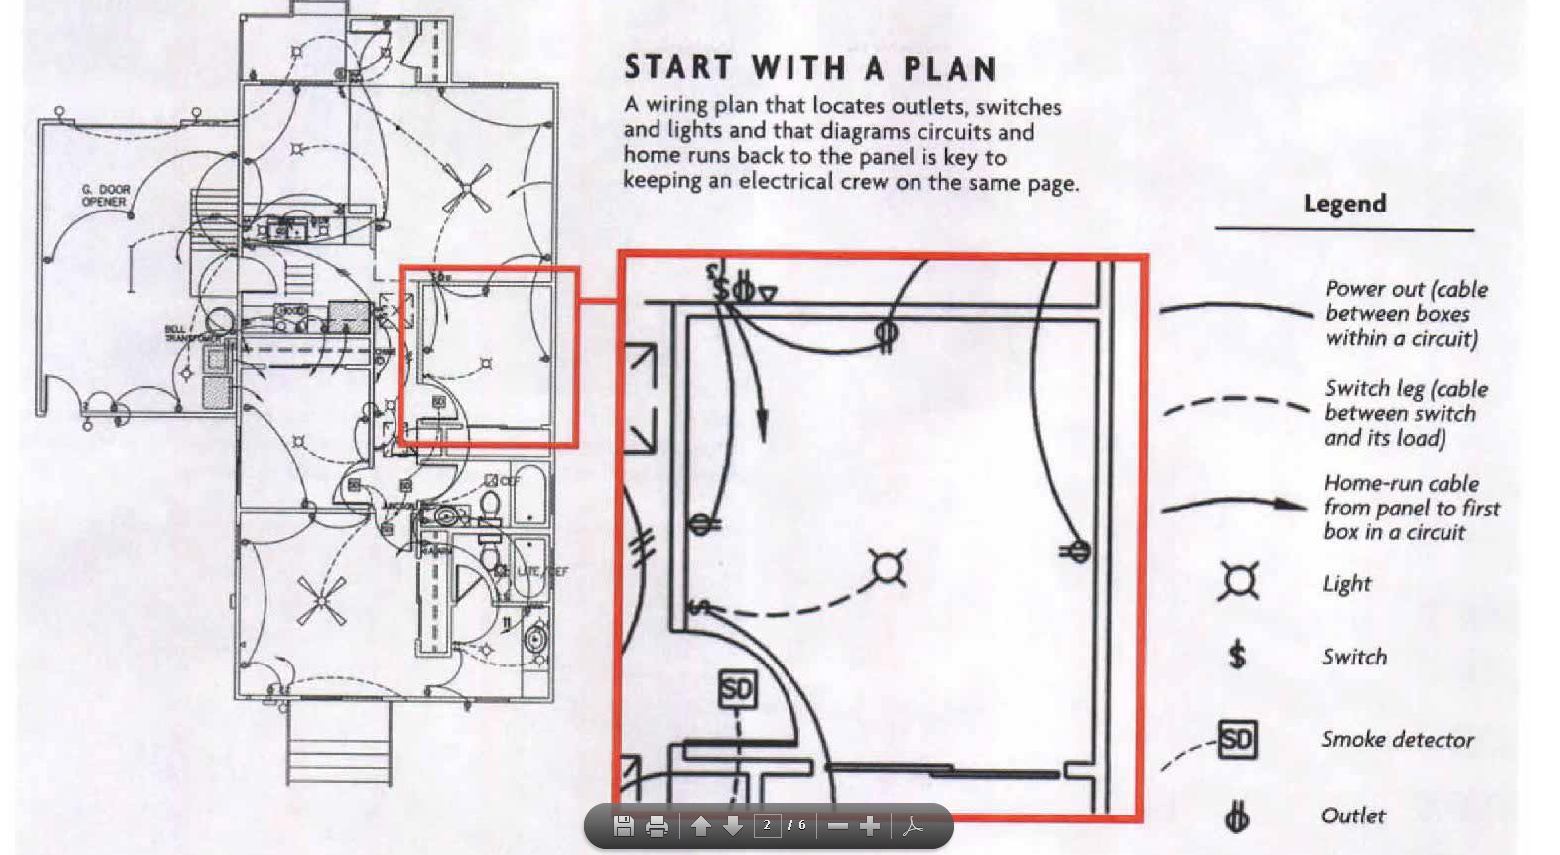 START WITH A PLAN
A wiring plan that locates outlets, switches
and lights and that diagrams circuits and
home runs back to the panel is key to
keeping an electrical crew on the same page.
Legend
Power out (cable
between boxes
within a circuit)
Switch leg (cable
between switch
and its load)
Home-run cable
from panel to first
box in a circuit
Light
$
Switch
SD
Smoke detector
Outlet
G. DOOR
OPENER
BELL
SD
SD
$
2 / 6